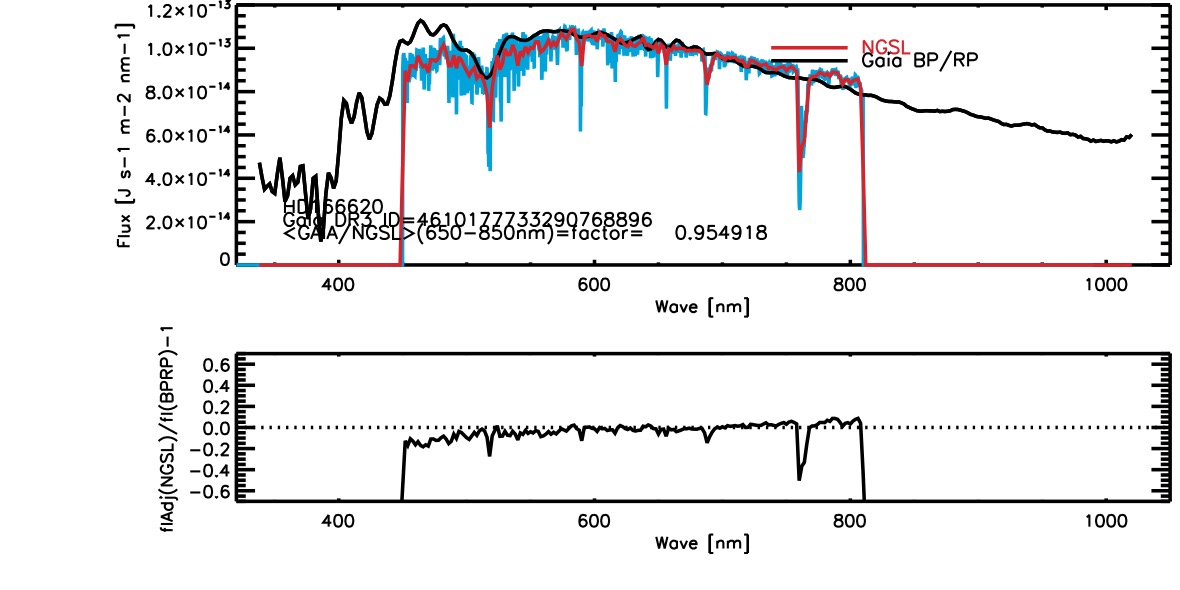 1.2×10⁻¹³
1.0×10⁻¹³
8.0×10⁻¹⁴
6.0×10⁻¹⁴
4.0×10⁻¹⁴
2.0×10⁻¹⁴
0
Flux [J s−1 m−2 nm−1]
NGSL
Gaia BP/RP
HD166620
Gaia DR3 ID=4610177733290768896
<GAIA/NGSL>(650−850nm)=factor= 0.954918
400 600 800 1000
Wave [nm]
0.6
0.4
0.2
0.0
−0.2
−0.4
−0.6
flAdj(NGSL)/fl(BPRP)−1
400 600 800 1000
Wave [nm]